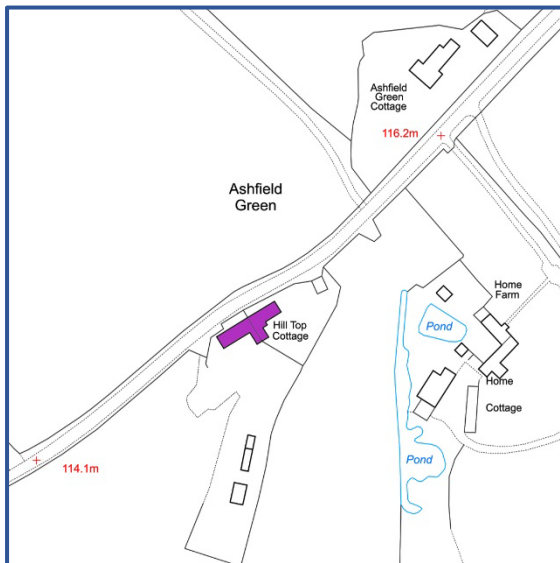 Ashfield
Green
Cottage
116.2m
Ashfield
Green
Home
Farm
Hill Top
Cottage
Pond
Home
Cottage
Pond
114.1m